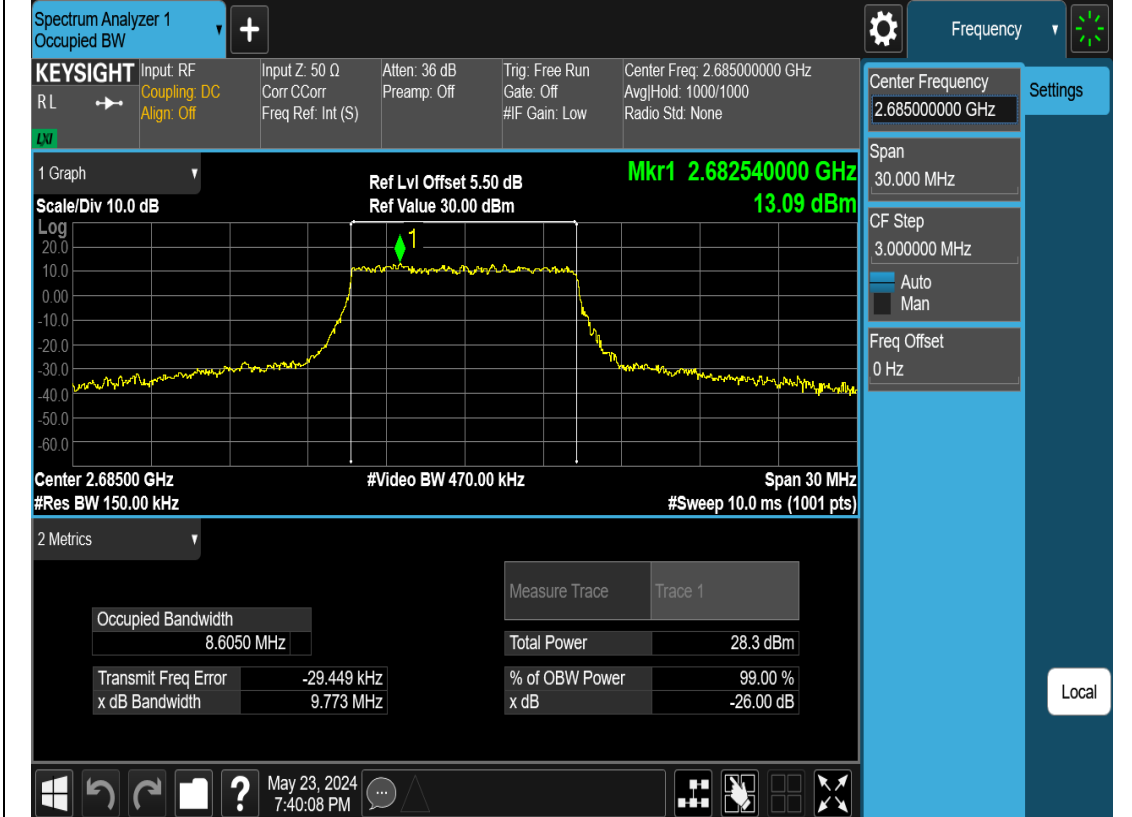 Spectrum Analyzer 1
Occupied BW
Frequency
KEYSIGHT
RL
LXI
Input: RF
Coupling: DC
Align: Off
Input Z: 50 Ω
Corr CCorr
Freq Ref: Int (S)
Atten: 36 dB
Preamp: Off
Trig: Free Run
Gate: Off
#IF Gain: Low
Center Freq: 2.685000000 GHz
Avg|Hold: 1000/1000
Radio Std: None
Center Frequency
2.685000000 GHz
Settings
Span
30.000 MHz
CF Step
3.000000 MHz
Auto
Man
Freq Offset
0 Hz
Local
1 Graph
Scale/Div 10.0 dB
Ref Lvl Offset 5.50 dB
Ref Value 30.00 dBm
Mkr1 2.682540000 GHz
13.09 dBm
Log
20.0
10.0
0.00
-10.0
-20.0
-30.0
-40.0
-50.0
-60.0
1
Center 2.68500 GHz
#Res BW 150.00 kHz
#Video BW 470.00 kHz
Span 30 MHz
#Sweep 10.0 ms (1001 pts)
2 Metrics
Measure Trace Trace 1
Occupied Bandwidth
8.6050 MHz
Total Power 28.3 dBm
Transmit Freq Error -29.449 kHz
% of OBW Power 99.00 %
x dB Bandwidth 9.773 MHz
x dB -26.00 dB
?
May 23, 2024
7:40:08 PM